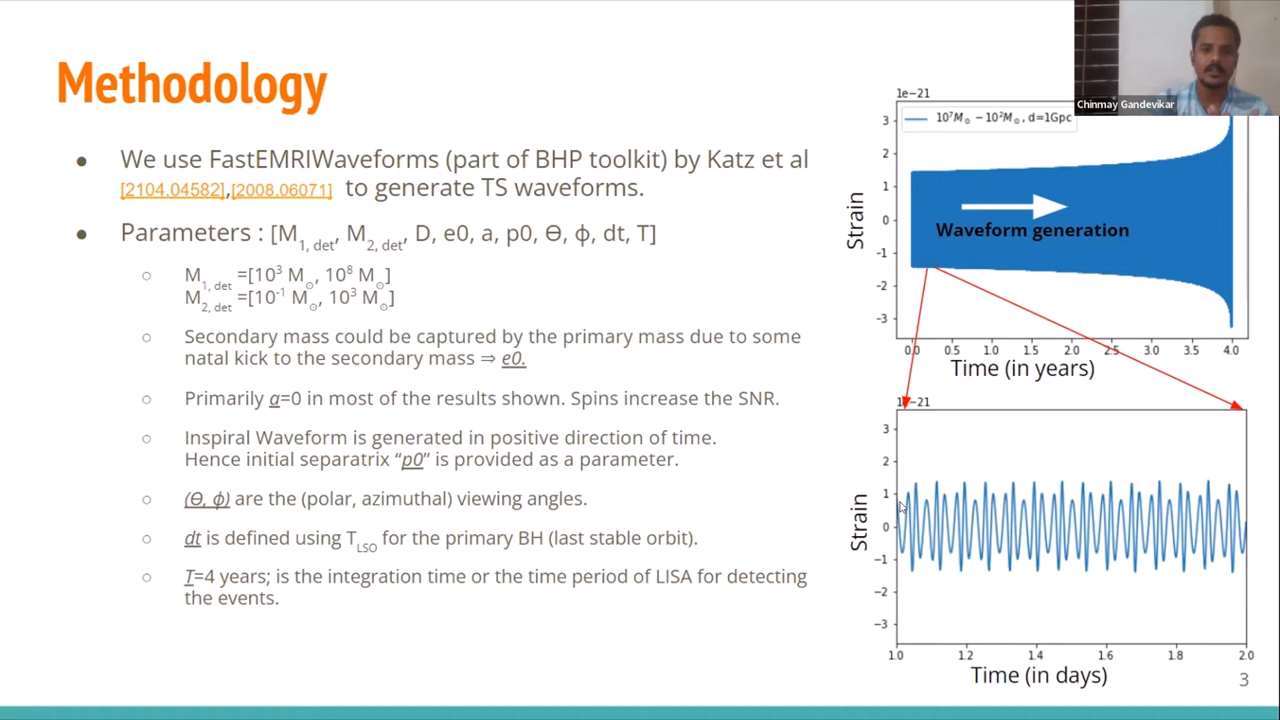 Methodology
● We use FastEMRIWaveforms (part of BHP toolkit) by Katz et al
[2104.04582],[2008.06071] to generate TS waveforms.
● Parameters : [M1, det, M2, det, D, e0, a, p0, Ɵ, ϕ, dt, T]
○ M1, det =[10³ M☉, 10⁸ M☉]
M2, det =[10⁻¹ M☉, 10³ M☉]
○ Secondary mass could be captured by the primary mass due to some
natal kick to the secondary mass ⇒ e0.
○ Primarily a=0 in most of the results shown. Spins increase the SNR.
○ Inspiral Waveform is generated in positive direction of time.
Hence initial separatrix “p0” is provided as a parameter.
○ (Ɵ, ϕ) are the (polar, azimuthal) viewing angles.
○ dt is defined using TLSO for the primary BH (last stable orbit).
○ T=4 years; is the integration time or the time period of LISA for detecting
the events.
Chinmay Gandevikar
1e−21
10⁷M☉ − 10²M☉, d=1Gpc
3
2
1
0
−1
−2
−3
Strain
Waveform generation
0.0 0.5 1.0 1.5 2.0 2.5 3.0 3.5 4.0
Time (in years)
1e−21
3
2
1
0
−1
−2
−3
Strain
1.0 1.2 1.4 1.6 1.8 2.0
Time (in days)
3